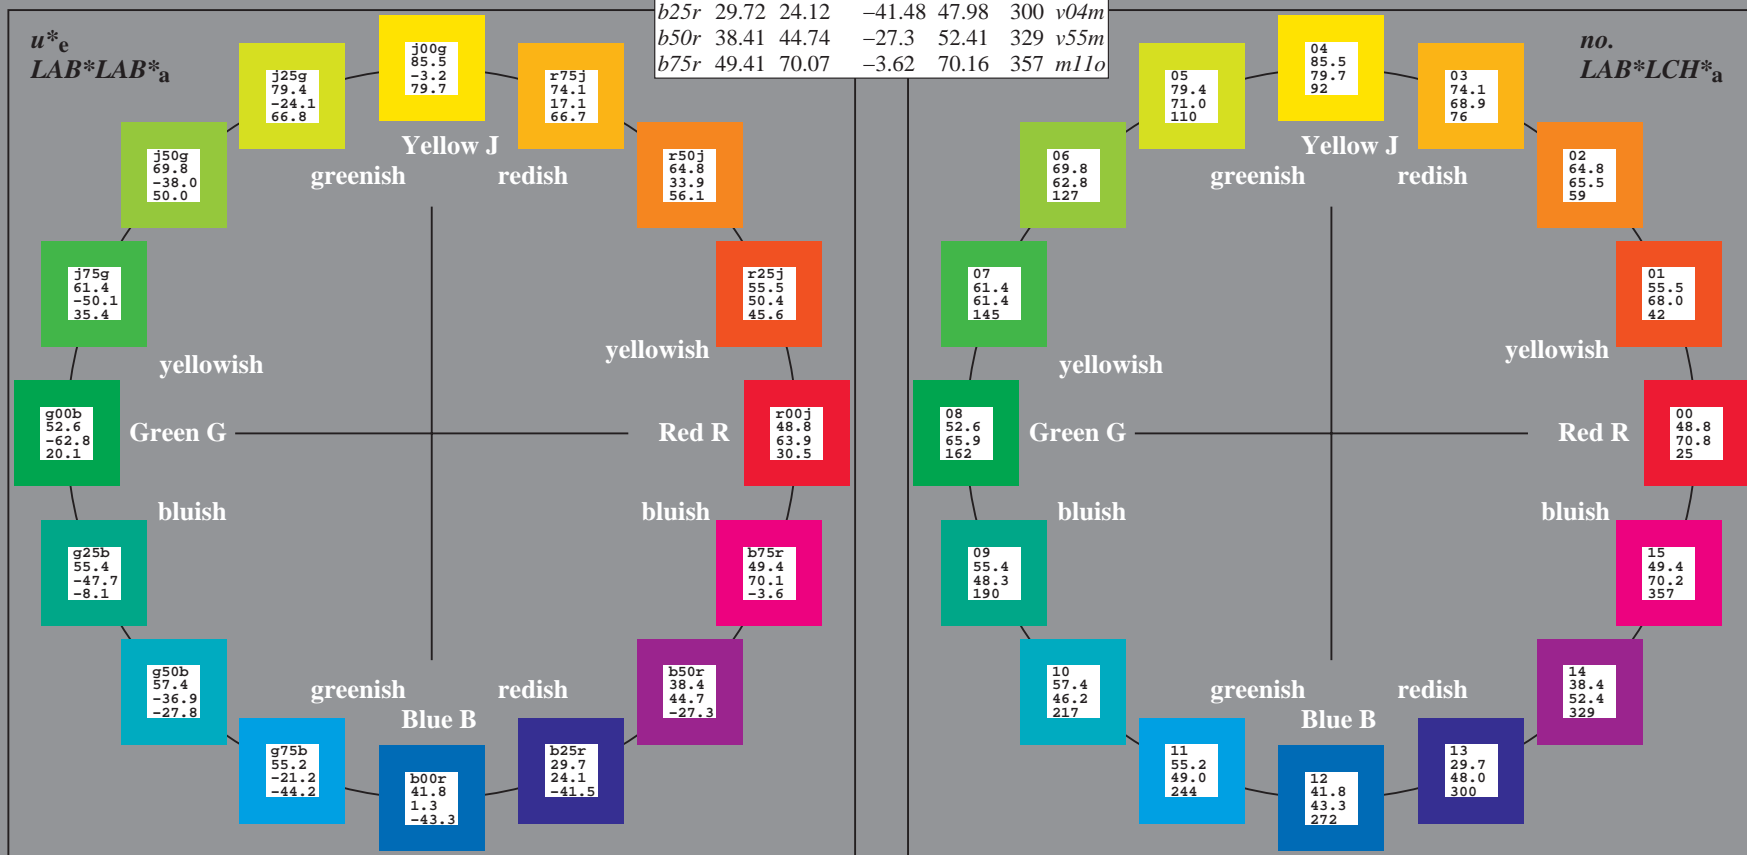 b25r 29.72 24.12 −41.48 47.98 300 v04m
b50r 38.41 44.74 −27.3 52.41 329 v55m
b75r 49.41 70.07 −3.62 70.16 357 m11o
u*e
LAB*LAB*a
j00g
85.5
-3.2
79.7
j25g
79.4
-24.1
66.8
r75j
74.1
17.1
66.7
j50g
69.8
-38.0
50.0
r50j
64.8
33.9
56.1
Yellow J
greenish redish
j75g
61.4
-50.1
35.4
r25j
55.5
50.4
45.6
yellowish
yellowish
g00b
52.6
-62.8
20.1
Green G
Red R
r00j
48.8
63.9
30.5
bluish
bluish
g25b
55.4
-47.7
-8.1
b75r
49.4
70.1
-3.6
g50b
57.4
-36.9
-27.8
b50r
38.4
44.7
-27.3
greenish redish
Blue B
g75b
55.2
-21.2
-44.2
b00r
41.8
1.3
-43.3
b25r
29.7
24.1
-41.5
no.
LAB*LCH*a
04
85.5
79.7
92
05
79.4
71.0
110
03
74.1
68.9
76
06
69.8
62.8
127
02
64.8
65.5
59
Yellow J
greenish redish
07
61.4
61.4
145
01
55.5
68.0
42
yellowish
yellowish
08
52.6
65.9
162
Green G
Red R
00
48.8
70.8
25
bluish
bluish
09
55.4
48.3
190
15
49.4
70.2
357
10
57.4
46.2
217
14
38.4
52.4
329
greenish redish
Blue B
11
55.2
49.0
244
12
41.8
43.3
272
13
29.7
48.0
300